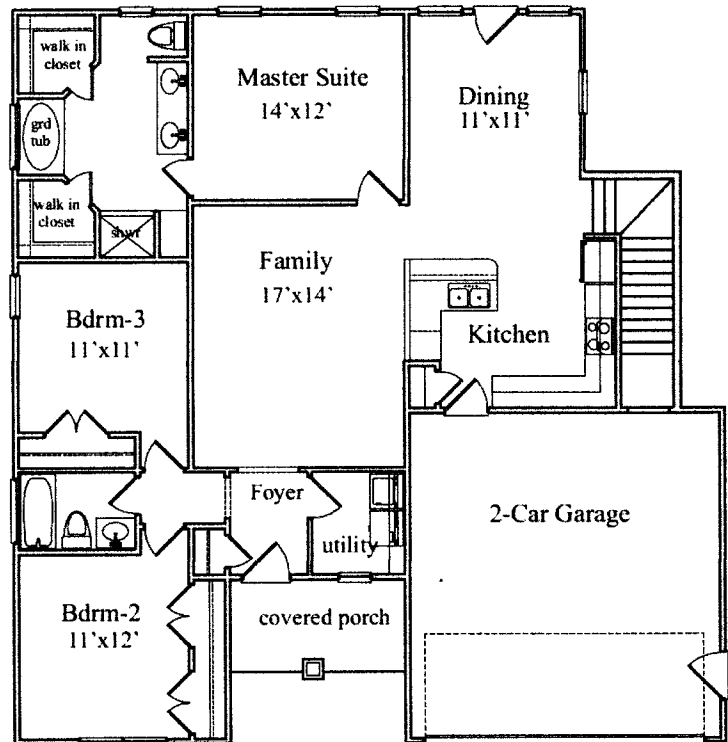 walk in
closet
Master Suite
14'x12'
Dining
11'x11'
grd
tub
walk in
closet
shwr
Family
17'x14'
Bdrm-3
11'x11'
Kitchen
Foyer
2-Car Garage
utility
Bdrm-2
11'x12'
covered porch